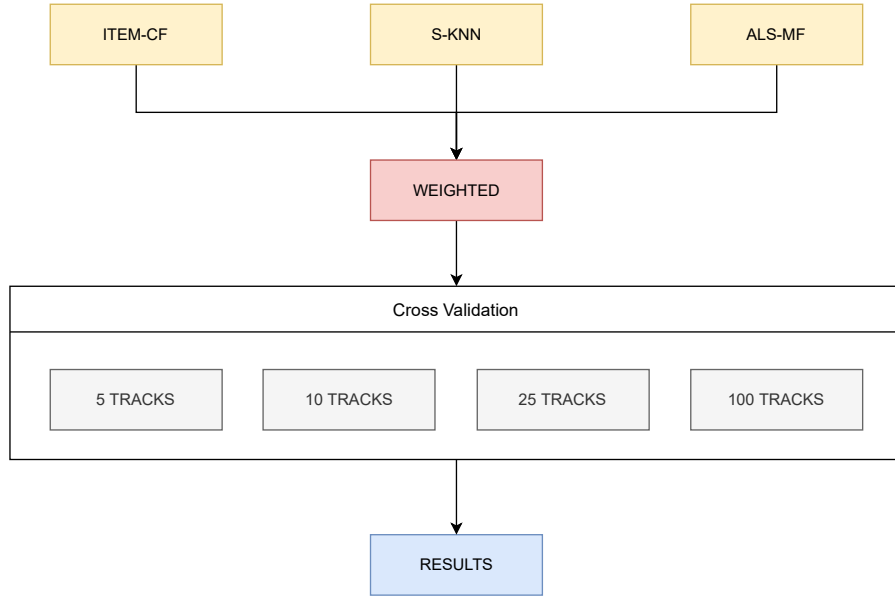 ITEM-CF
S-KNN
ALS-MF
WEIGHTED
Cross Validation
5 TRACKS
10 TRACKS
25 TRACKS
100 TRACKS
RESULTS